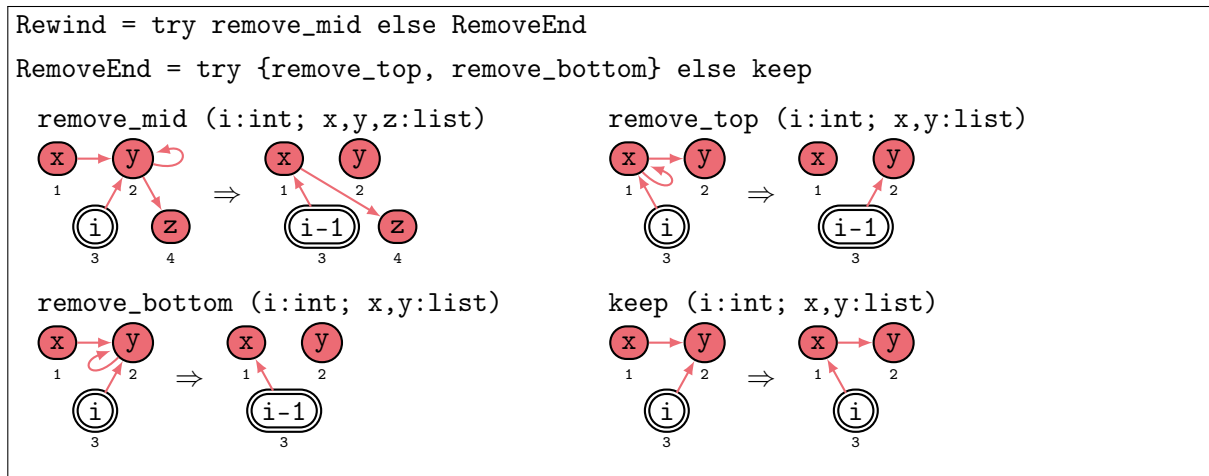 Rewind = try remove_mid else RemoveEnd
RemoveEnd = try {remove_top, remove_bottom} else keep
remove_mid (i:int; x,y,z:list)
x y ⇒ x y
1 2 1 2
i z i-1 z
3 4 3 4
remove_top (i:int; x,y:list)
x y ⇒ x y
1 2 1 2
i i-1
3 3
remove_bottom (i:int; x,y:list)
x y ⇒ x y
1 2 1 2
i i-1
3 3
keep (i:int; x,y:list)
x y ⇒ x y
1 2 1 2
i i
3 3